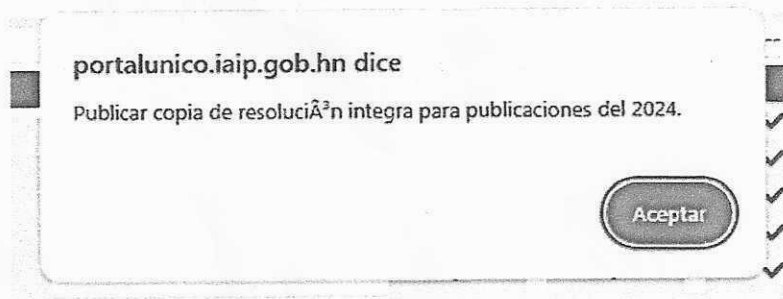 portalunico.iaip.gob.hn dice
Publicar copia de resoluciÃ³n integra para publicaciones del 2024.
Aceptar